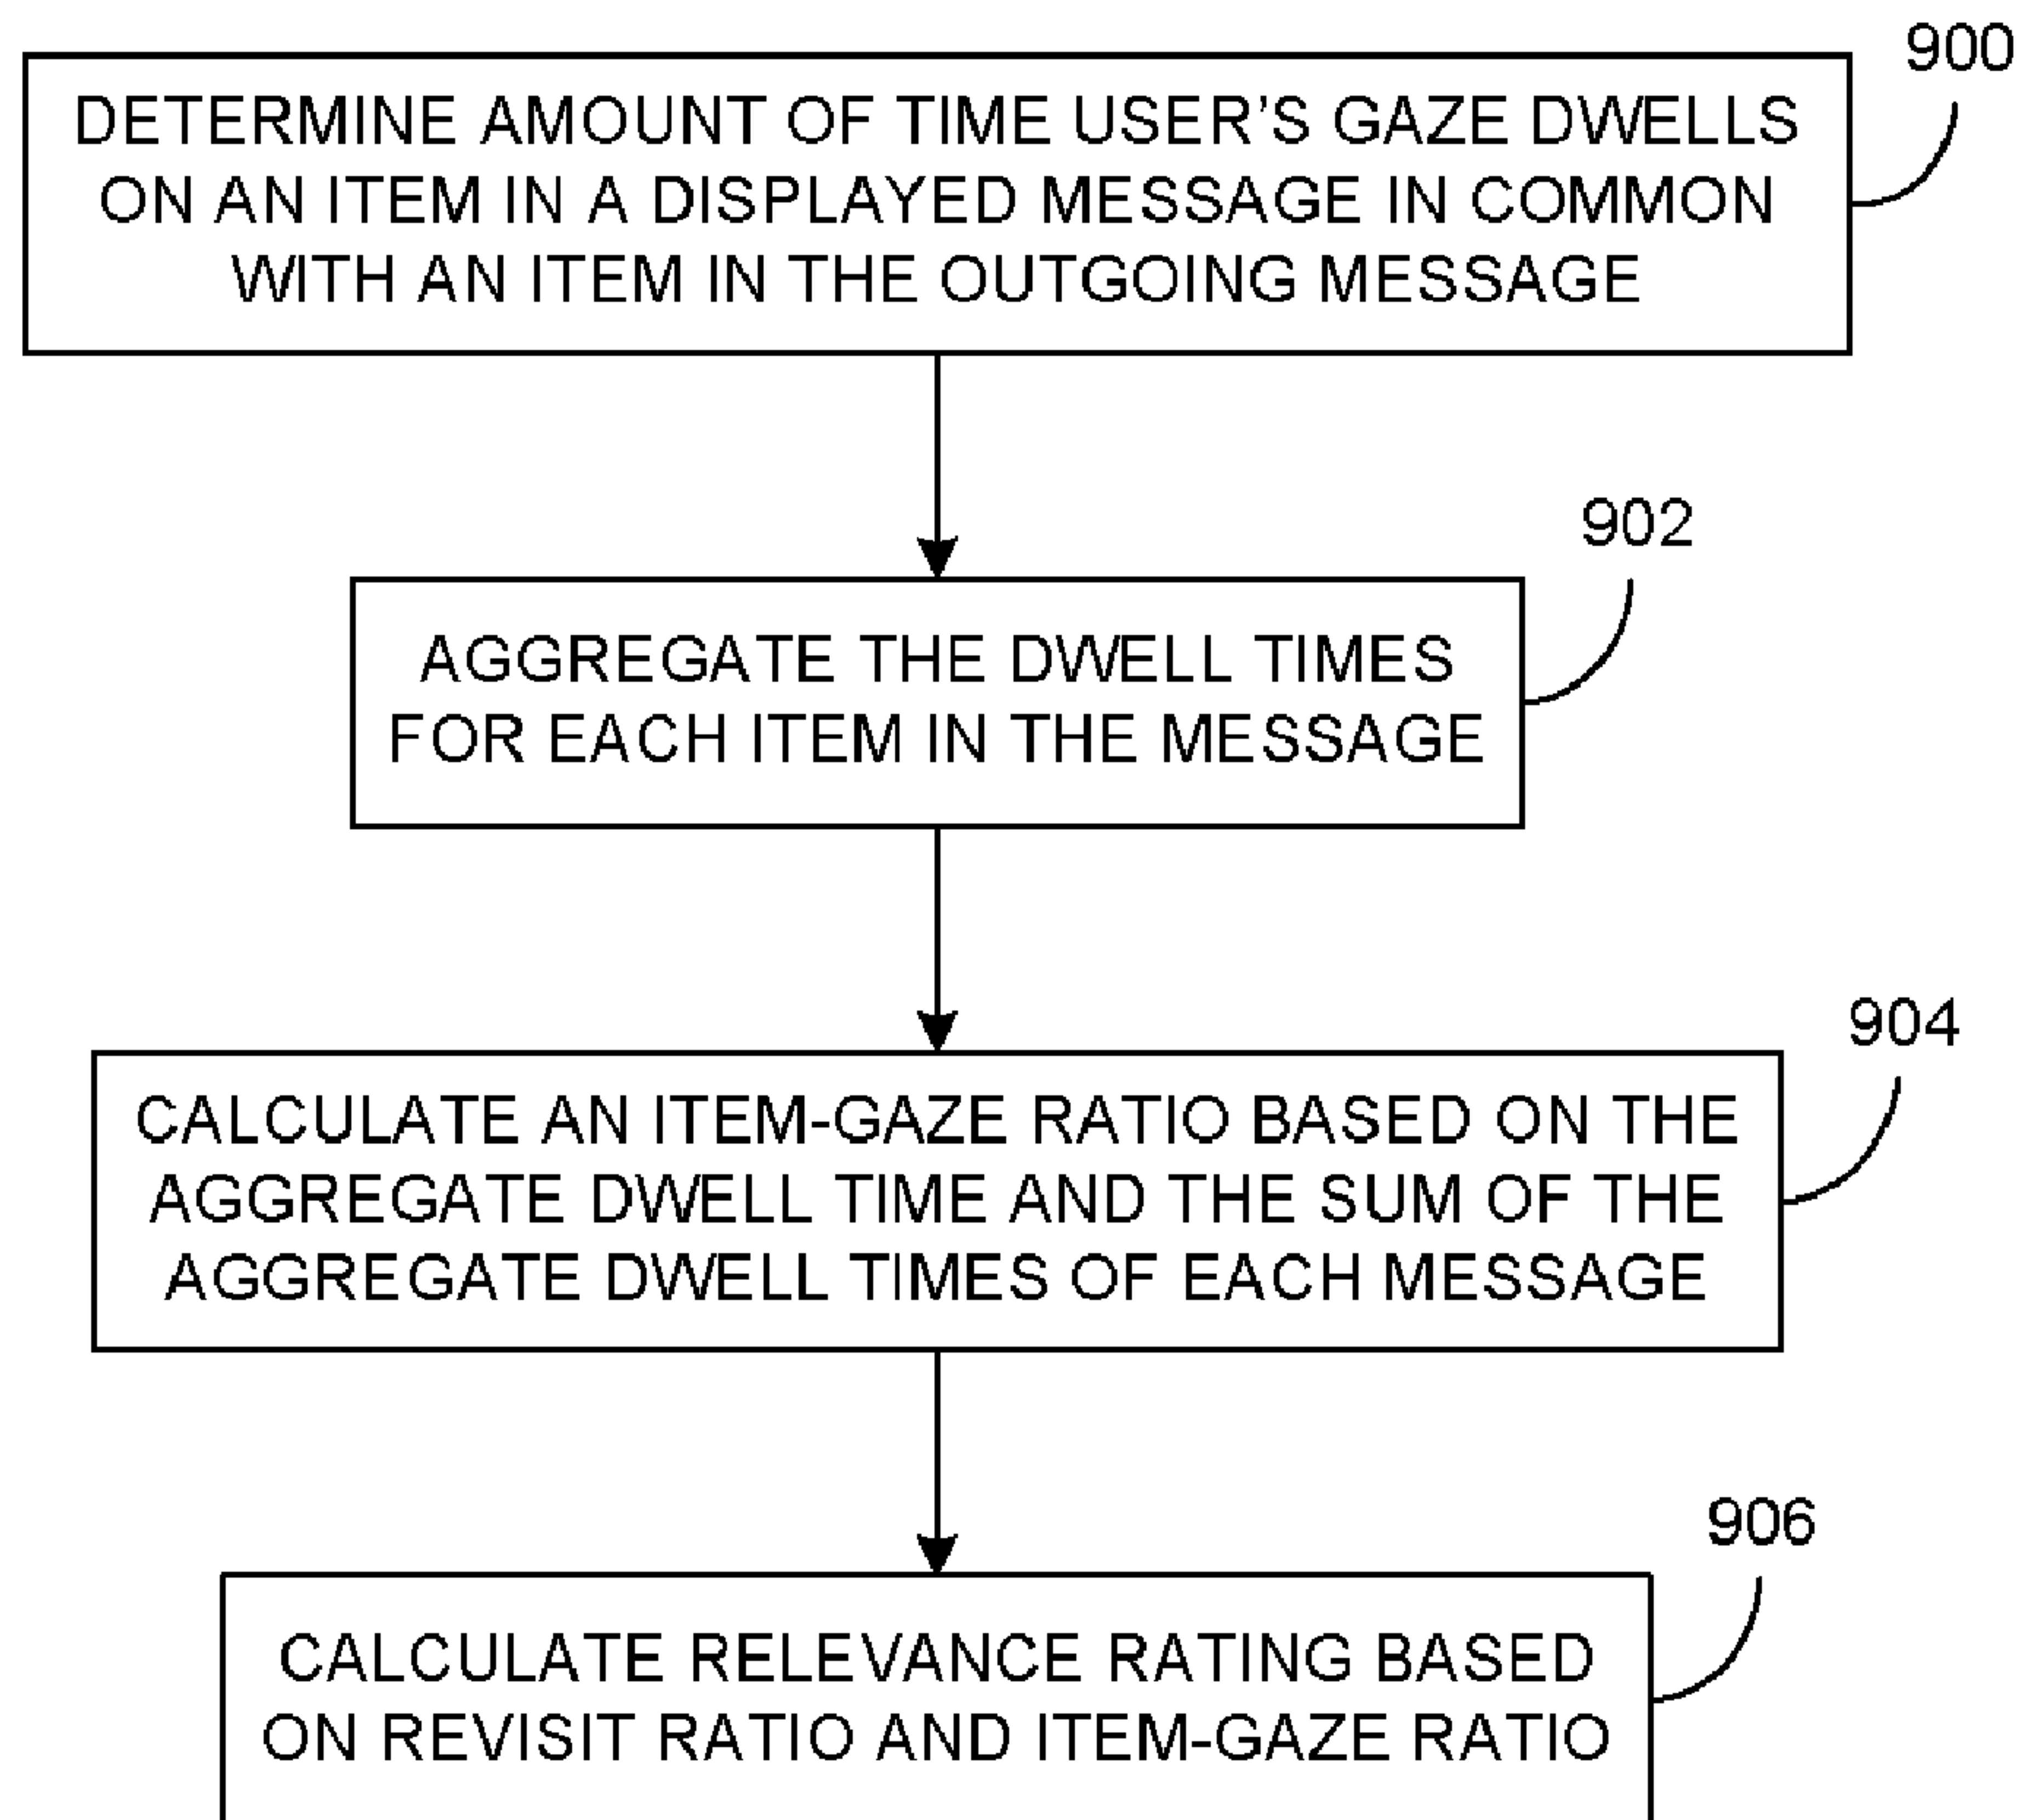 900
DETERMINE AMOUNT OF TIME USER'S GAZE DWELLS
ON AN ITEM IN A DISPLAYED MESSAGE IN COMMON
WITH AN ITEM IN THE OUTGOING MESSAGE
902
AGGREGATE THE DWELL TIMES
FOR EACH ITEM IN THE MESSAGE
904
CALCULATE AN ITEM-GAZE RATIO BASED ON THE
AGGREGATE DWELL TIME AND THE SUM OF THE
AGGREGATE DWELL TIMES OF EACH MESSAGE
906
CALCULATE RELEVANCE RATING BASED
ON REVISIT RATIO AND ITEM-GAZE RATIO